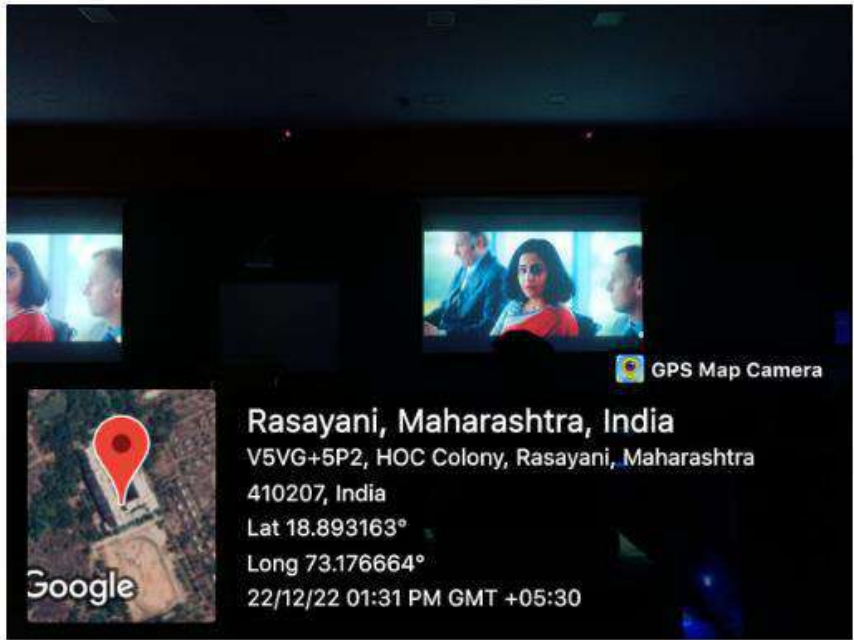 GPS Map Camera
Rasayani, Maharashtra, India
V5VG+5P2, HOC Colony, Rasayani, Maharashtra
410207, India
Lat 18.893163°
Long 73.176664°
22/12/22 01:31 PM GMT +05:30
Google